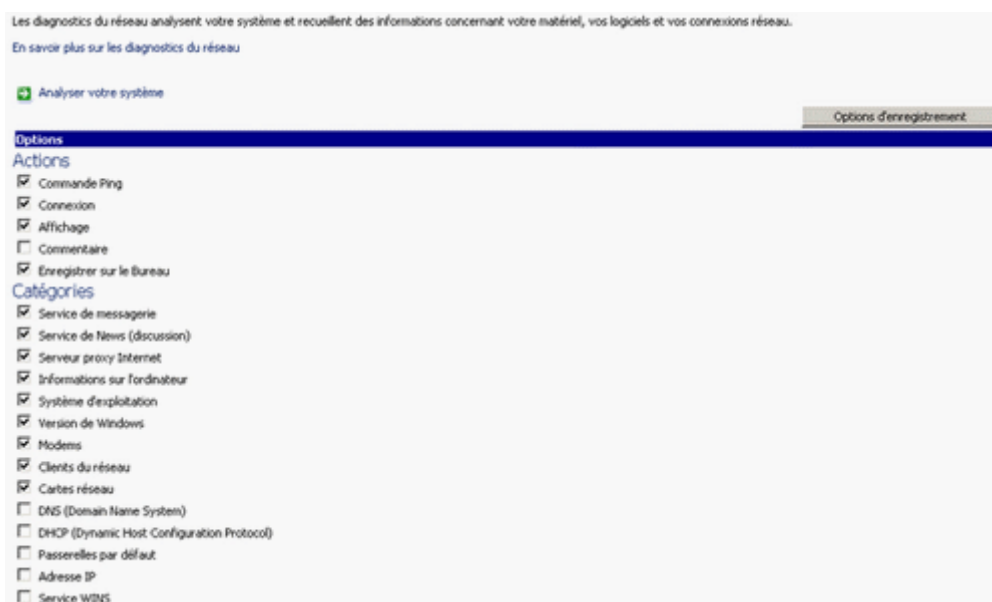 Les diagnostics du réseau analysent votre système et recueillent des informations concernant votre matériel, vos logiciels et vos connexions réseau.
En savoir plus sur les diagnostics du réseau
Analyser votre système
Options d'enregistrement
Options
Actions
Commande Ping
Connexion
Affichage
Commentaire
Enregistrer sur le Bureau
Catégories
Service de messagerie
Service de News (discussion)
Serveur proxy Internet
Informations sur l'ordinateur
Système d'exploitation
Version de Windows
Modems
Clients du réseau
Cartes réseau
DNS (Domain Name System)
DHCP (Dynamic Host Configuration Protocol)
Passerelles par défaut
Adresse IP
Service WINS